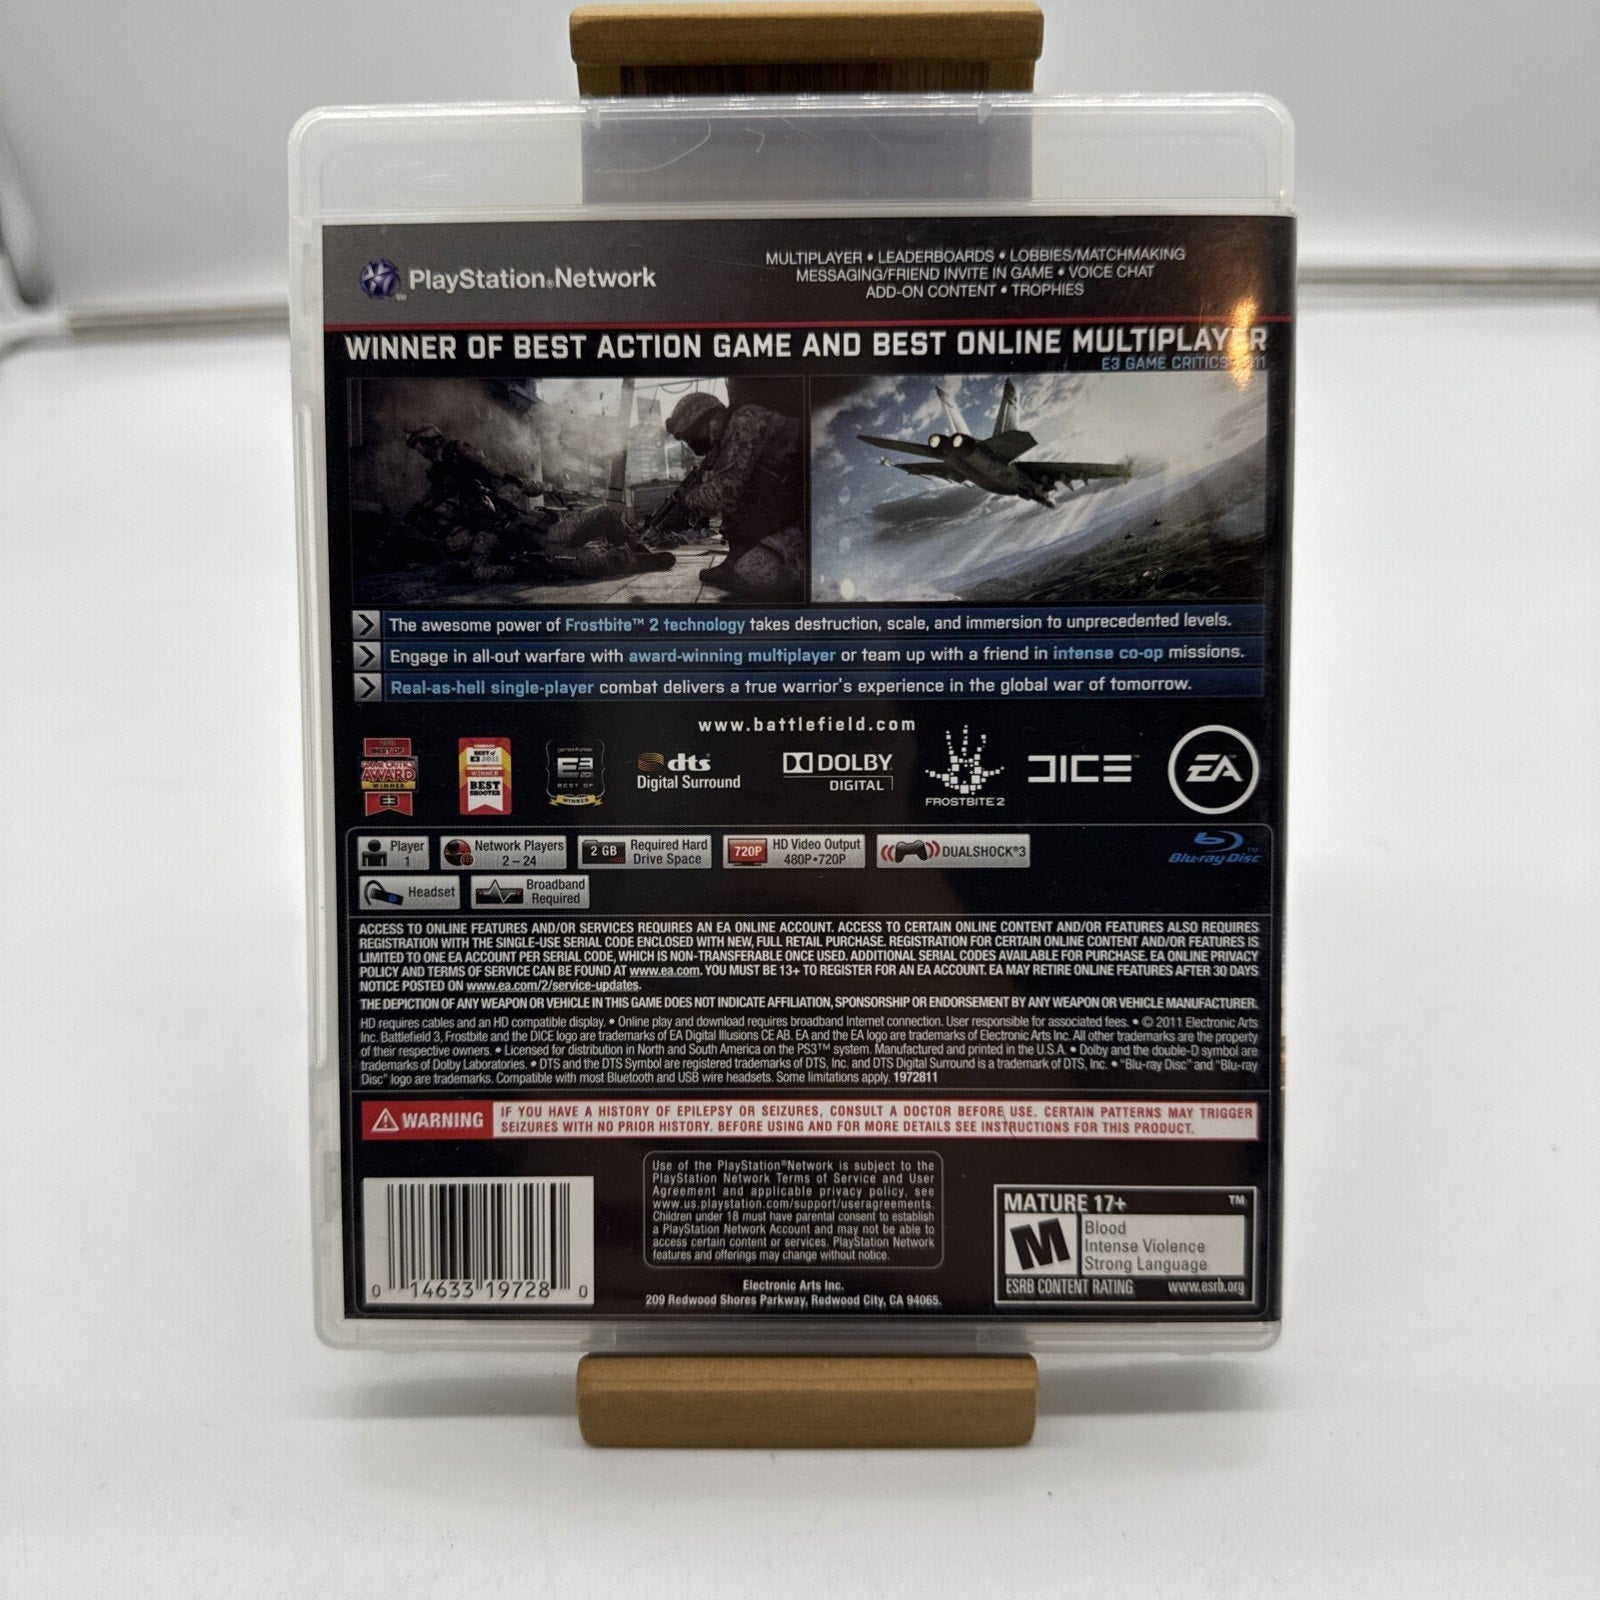 PlayStation®Network
SM
MULTIPLAYER • LEADERBOARDS • LOBBIES/MATCHMAKING
MESSAGING/FRIEND INVITE IN GAME • VOICE CHAT
ADD-ON CONTENT • TROPHIES
WINNER OF BEST ACTION GAME AND BEST ONLINE MULTIPLAYER
E3 GAME CRITICS
The awesome power of Frostbite™ 2 technology takes destruction, scale, and immersion to unprecedented levels.
Engage in all-out warfare with award-winning multiplayer or team up with a friend in intense co-op missions.
Real-as-hell single-player combat delivers a true warrior's experience in the global war of tomorrow.
www.battlefield.com
BEST OF
GAME CRITICS
AWARD
WINNER
E3
BEST of
E3 2011
WINNER
BEST
SHOOTER
gameinformer
E3
BEST OF
WINNER
dts
Digital Surround
DOLBY
DIGITAL
FROSTBITE 2
DICE™
EA
Player
1
Network Players
2 – 24
2 GB
Required Hard
Drive Space
720P
HD Video Output
480P•720P
DUALSHOCK®3
Blu-ray Disc™
Headset
Broadband
Required
ACCESS TO ONLINE FEATURES AND/OR SERVICES REQUIRES AN EA ONLINE ACCOUNT. ACCESS TO CERTAIN ONLINE CONTENT AND/OR FEATURES ALSO REQUIRES
REGISTRATION WITH THE SINGLE-USE SERIAL CODE ENCLOSED WITH NEW, FULL RETAIL PURCHASE. REGISTRATION FOR CERTAIN ONLINE CONTENT AND/OR FEATURES IS
LIMITED TO ONE EA ACCOUNT PER SERIAL CODE, WHICH IS NON-TRANSFERABLE ONCE USED. ADDITIONAL SERIAL CODES AVAILABLE FOR PURCHASE. EA ONLINE PRIVACY
POLICY AND TERMS OF SERVICE CAN BE FOUND AT www.ea.com. YOU MUST BE 13+ TO REGISTER FOR AN EA ACCOUNT. EA MAY RETIRE ONLINE FEATURES AFTER 30 DAYS
NOTICE POSTED ON www.ea.com/2/service-updates.
THE DEPICTION OF ANY WEAPON OR VEHICLE IN THIS GAME DOES NOT INDICATE AFFILIATION, SPONSORSHIP OR ENDORSEMENT BY ANY WEAPON OR VEHICLE MANUFACTURER.
HD requires cables and an HD compatible display. • Online play and download requires broadband Internet connection. User responsible for associated fees. • © 2011 Electronic Arts
Inc. Battlefield 3, Frostbite and the DICE logo are trademarks of EA Digital Illusions CE AB. EA and the EA logo are trademarks of Electronic Arts Inc. All other trademarks are the property
of their respective owners. • Licensed for distribution in North and South America on the PS3™ system. Manufactured and printed in the U.S.A. • Dolby and the double-D symbol are
trademarks of Dolby Laboratories. • DTS and the DTS Symbol are registered trademarks of DTS, Inc. and DTS Digital Surround is a trademark of DTS, Inc. • "Blu-ray Disc" and "Blu-ray
Disc" logo are trademarks. Compatible with most Bluetooth and USB wire headsets. Some limitations apply. 1972811
WARNING
IF YOU HAVE A HISTORY OF EPILEPSY OR SEIZURES, CONSULT A DOCTOR BEFORE USE. CERTAIN PATTERNS MAY TRIGGER
SEIZURES WITH NO PRIOR HISTORY. BEFORE USING AND FOR MORE DETAILS SEE INSTRUCTIONS FOR THIS PRODUCT.
Use of the PlayStation®Network is subject to the
PlayStation Network Terms of Service and User
Agreement and applicable privacy policy, see
www.us.playstation.com/support/useragreements.
Children under 18 must have parental consent to establish
a PlayStation Network Account and may not be able to
access certain content or services. PlayStation Network
features and offerings may change without notice.
Electronic Arts Inc.
209 Redwood Shores Parkway, Redwood City, CA 94065.
0 14633 19728 0
MATURE 17+ ™
M
Blood
Intense Violence
Strong Language
ESRB CONTENT RATING www.esrb.org